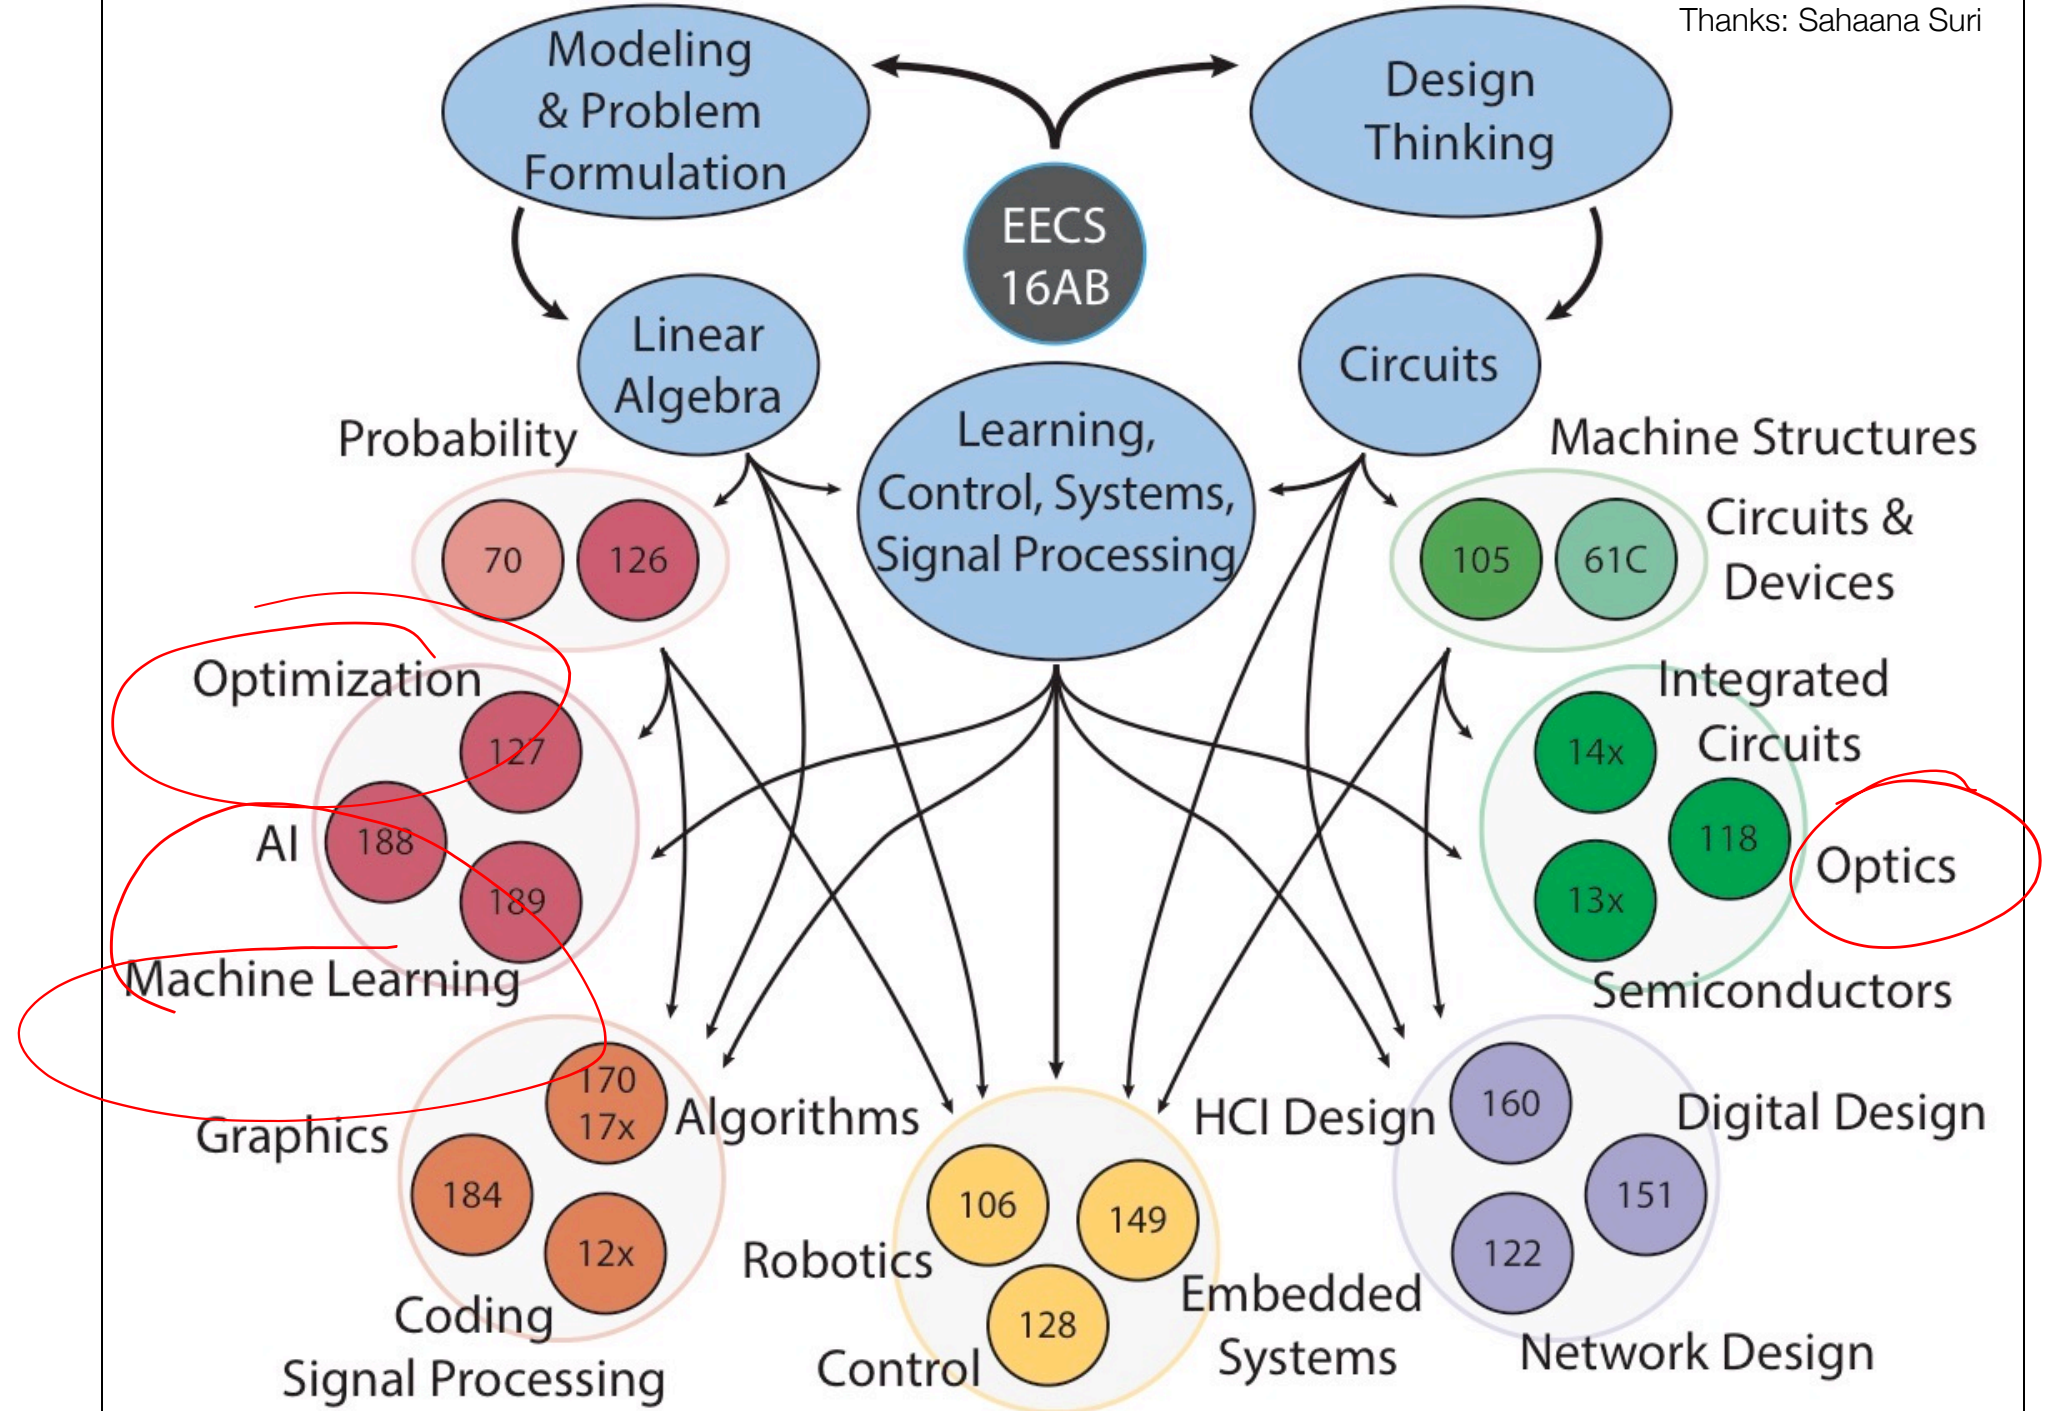 Thanks: Sahaana Suri
Modeling
& Problem
Formulation
Design
Thinking
EECS
16AB
Linear
Algebra
Circuits
Learning,
Control, Systems,
Signal Processing
Probability
70
126
Machine Structures
105
61C
Circuits &
Devices
Optimization
127
AI
188
189
Machine Learning
Integrated
Circuits
14x
118
13x
Optics
Semiconductors
170
17x
Algorithms
Graphics
184
12x
Coding
Signal Processing
106
149
128
Robotics
Control
Embedded
Systems
HCI Design
160
Digital Design
151
122
Network Design